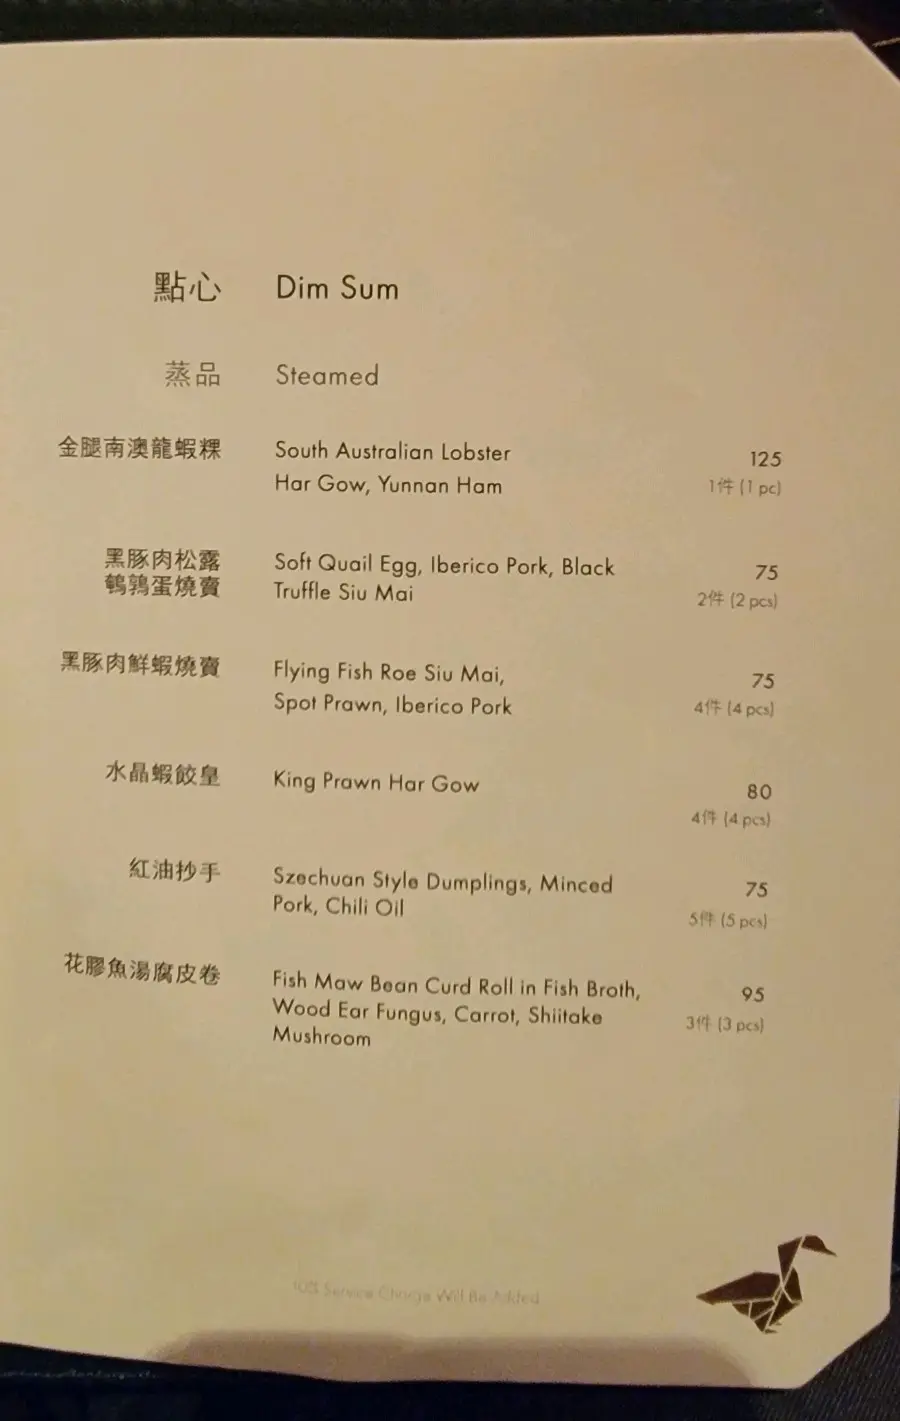 點心 Dim Sum
蒸品 Steamed
金腿南澳龍蝦粿 South Australian Lobster
Har Gow, Yunnan Ham
125
1件 (1 pc)
黑豚肉松露
鵪鶉蛋燒賣
Soft Quail Egg, Iberico Pork, Black
Truffle Siu Mai
75
2件 (2 pcs)
黑豚肉鮮蝦燒賣 Flying Fish Roe Siu Mai,
Spot Prawn, Iberico Pork
75
4件 (4 pcs)
水晶蝦餃皇 King Prawn Har Gow
80
4件 (4 pcs)
紅油抄手 Szechuan Style Dumplings, Minced
Pork, Chili Oil
75
5件 (5 pcs)
花膠魚湯腐皮卷 Fish Maw Bean Curd Roll in Fish Broth,
Wood Ear Fungus, Carrot, Shiitake
Mushroom
95
3件 (3 pcs)
10% Service Charge Will Be Added